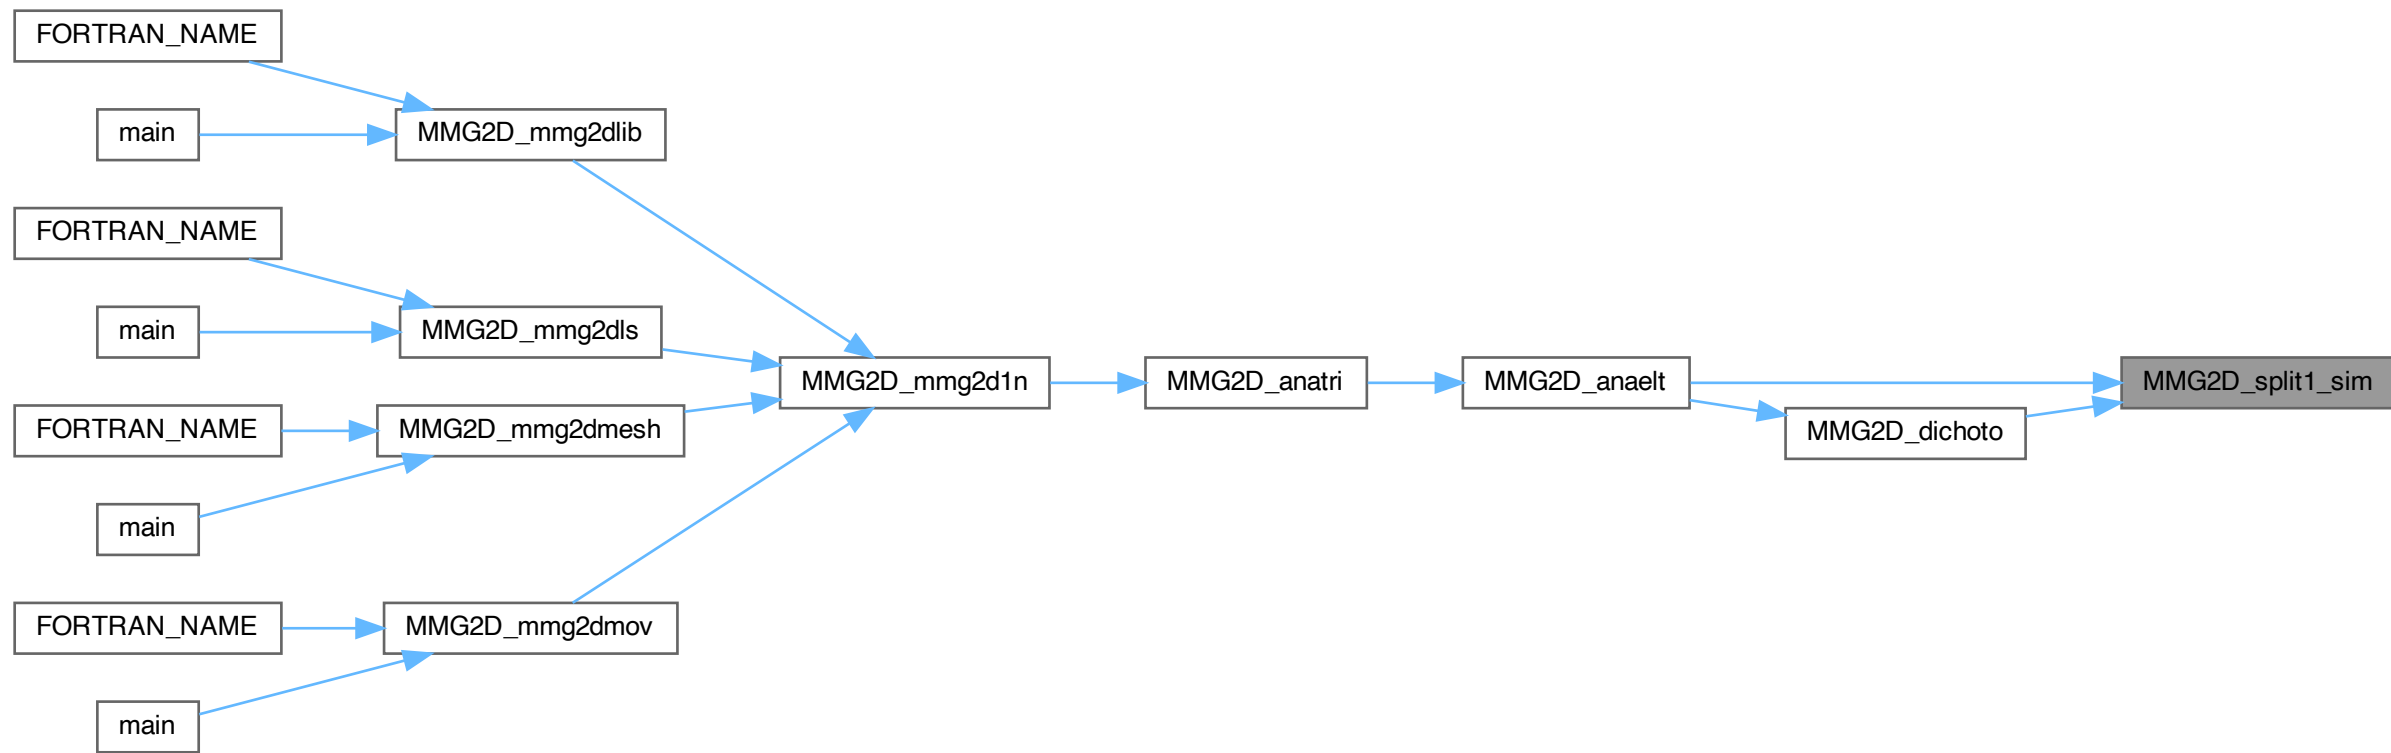 FORTRAN_NAME
main
MMG2D_mmg2dlib
FORTRAN_NAME
main
MMG2D_mmg2dls
FORTRAN_NAME
main
MMG2D_mmg2dmesh
FORTRAN_NAME
main
MMG2D_mmg2dmov
MMG2D_mmg2d1n
MMG2D_anatri
MMG2D_anaelt
MMG2D_dichoto
MMG2D_split1_sim